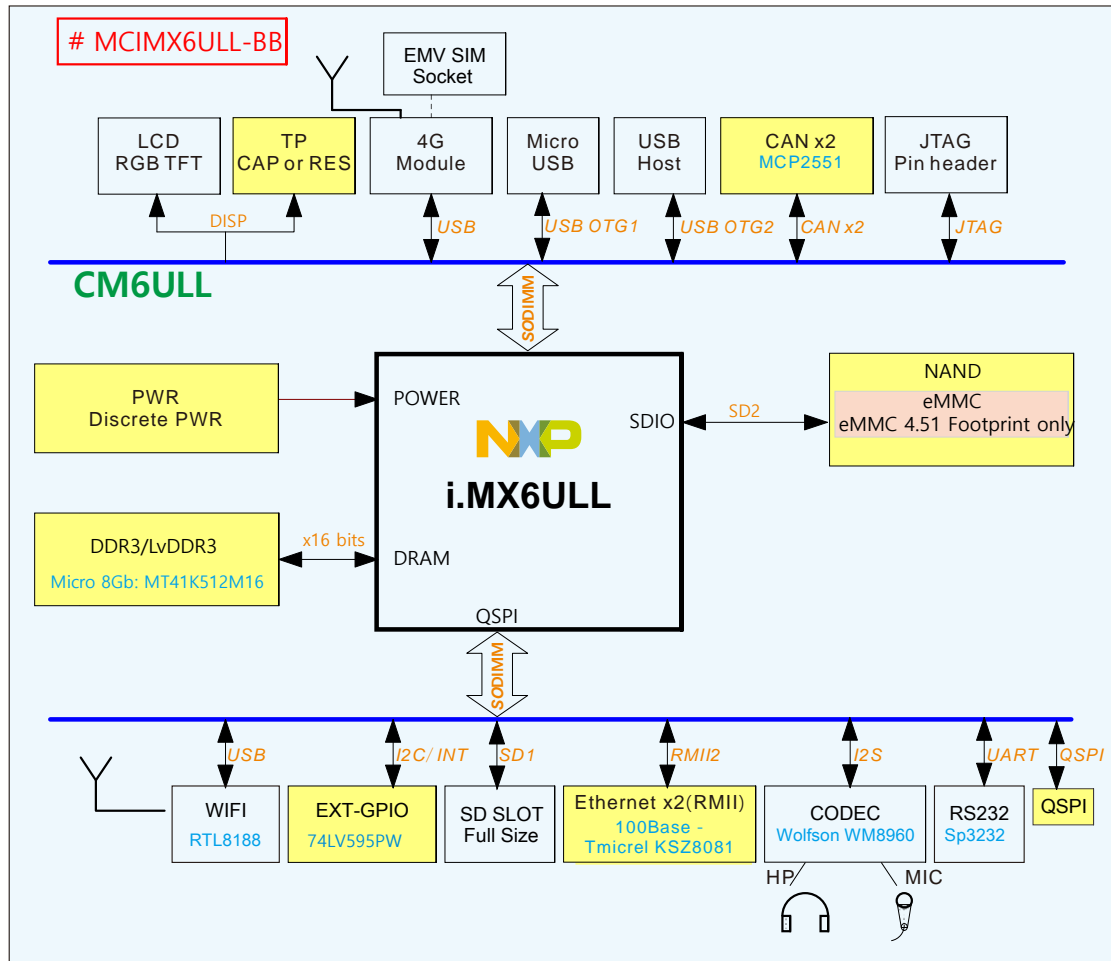 # MCIMX6ULL-BB
EMV SIM
Socket
LCD
RGB TFT
TP
CAP or RES
4G
Module
Micro
USB
USB
Host
CAN x2
MCP2551
JTAG
Pin header
DISP
USB
USB OTG1
USB OTG2
CAN x2
JTAG
CM6ULL
SODIMM
PWR
Discrete PWR
POWER
NXP
i.MX6ULL
SDIO
SD2
NAND
eMMC
eMMC 4.51 Footprint only
DDR3/LvDDR3
Micro 8Gb: MT41K512M16
x16 bits
DRAM
QSPI
SODIMM
USB
I2C/ INT
SD1
RMII2
I2S
UART
QSPI
WIFI
RTL8188
EXT-GPIO
74LV595PW
SD SLOT
Full Size
Ethernet x2(RMII)
100Base -
Tmicrel KSZ8081
CODEC
Wolfson WM8960
RS232
Sp3232
QSPI
HP
MIC